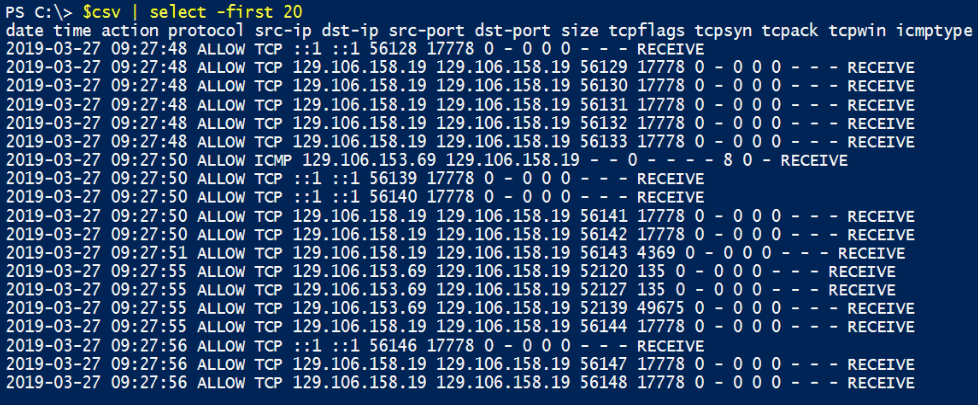 PS C:\> $csv | select -first 20
date time action protocol src-ip dst-ip src-port dst-port size tcpflags tcpsyn tcpack tcpwin icmptype
2019-03-27 09:27:48 ALLOW TCP ::1 ::1 56128 17778 0 - 0 0 0 - - - RECEIVE
2019-03-27 09:27:48 ALLOW TCP 129.106.158.19 129.106.158.19 56129 17778 0 - 0 0 0 - - - RECEIVE
2019-03-27 09:27:48 ALLOW TCP 129.106.158.19 129.106.158.19 56130 17778 0 - 0 0 0 - - - RECEIVE
2019-03-27 09:27:48 ALLOW TCP 129.106.158.19 129.106.158.19 56131 17778 0 - 0 0 0 - - - RECEIVE
2019-03-27 09:27:48 ALLOW TCP 129.106.158.19 129.106.158.19 56132 17778 0 - 0 0 0 - - - RECEIVE
2019-03-27 09:27:48 ALLOW TCP 129.106.158.19 129.106.158.19 56133 17778 0 - 0 0 0 - - - RECEIVE
2019-03-27 09:27:50 ALLOW ICMP 129.106.153.69 129.106.158.19 - - 0 - - - - 8 0 - RECEIVE
2019-03-27 09:27:50 ALLOW TCP ::1 ::1 56139 17778 0 - 0 0 0 - - - RECEIVE
2019-03-27 09:27:50 ALLOW TCP ::1 ::1 56140 17778 0 - 0 0 0 - - - RECEIVE
2019-03-27 09:27:50 ALLOW TCP 129.106.158.19 129.106.158.19 56141 17778 0 - 0 0 0 - - - RECEIVE
2019-03-27 09:27:50 ALLOW TCP 129.106.158.19 129.106.158.19 56142 17778 0 - 0 0 0 - - - RECEIVE
2019-03-27 09:27:51 ALLOW TCP 129.106.158.19 129.106.158.19 56143 4369 0 - 0 0 0 - - - RECEIVE
2019-03-27 09:27:55 ALLOW TCP 129.106.153.69 129.106.158.19 52120 135 0 - 0 0 0 - - - RECEIVE
2019-03-27 09:27:55 ALLOW TCP 129.106.153.69 129.106.158.19 52127 135 0 - 0 0 0 - - - RECEIVE
2019-03-27 09:27:55 ALLOW TCP 129.106.153.69 129.106.158.19 52139 49675 0 - 0 0 0 - - - RECEIVE
2019-03-27 09:27:55 ALLOW TCP 129.106.158.19 129.106.158.19 56144 17778 0 - 0 0 0 - - - RECEIVE
2019-03-27 09:27:56 ALLOW TCP ::1 ::1 56146 17778 0 - 0 0 0 - - - RECEIVE
2019-03-27 09:27:56 ALLOW TCP 129.106.158.19 129.106.158.19 56147 17778 0 - 0 0 0 - - - RECEIVE
2019-03-27 09:27:56 ALLOW TCP 129.106.158.19 129.106.158.19 56148 17778 0 - 0 0 0 - - - RECEIVE